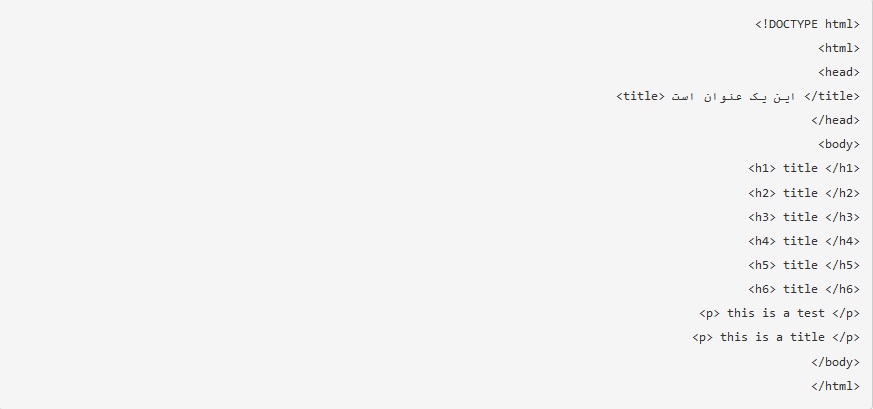 <!DOCTYPE html>
<html>
<head>
<title> این یک عنوان است </title>
</head>
<body>
<h1> title </h1>
<h2> title </h2>
<h3> title </h3>
<h4> title </h4>
<h5> title </h5>
<h6> title </h6>
<p> this is a test </p>
<p> this is a title </p>
</body>
</html>